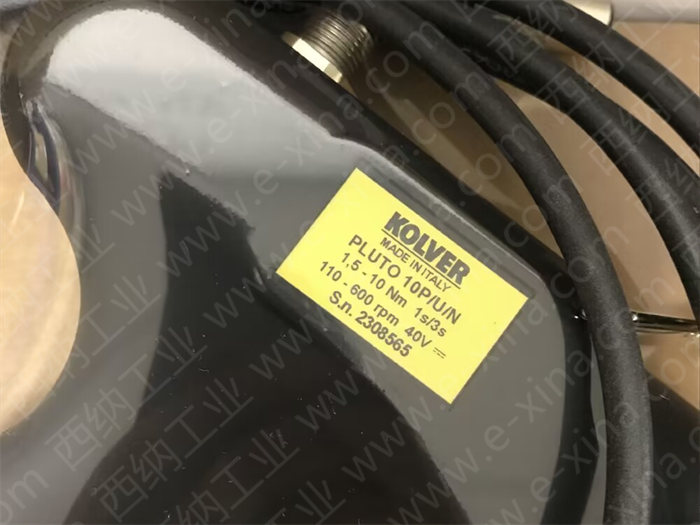 KOLVER
MADE IN ITALY
PLUTO 10P/U/N
1.5 - 10 Nm 1s/3s
110 - 600 rpm 40V ⎓
S.n. 2308565
西纳工业 www.e-xina.com